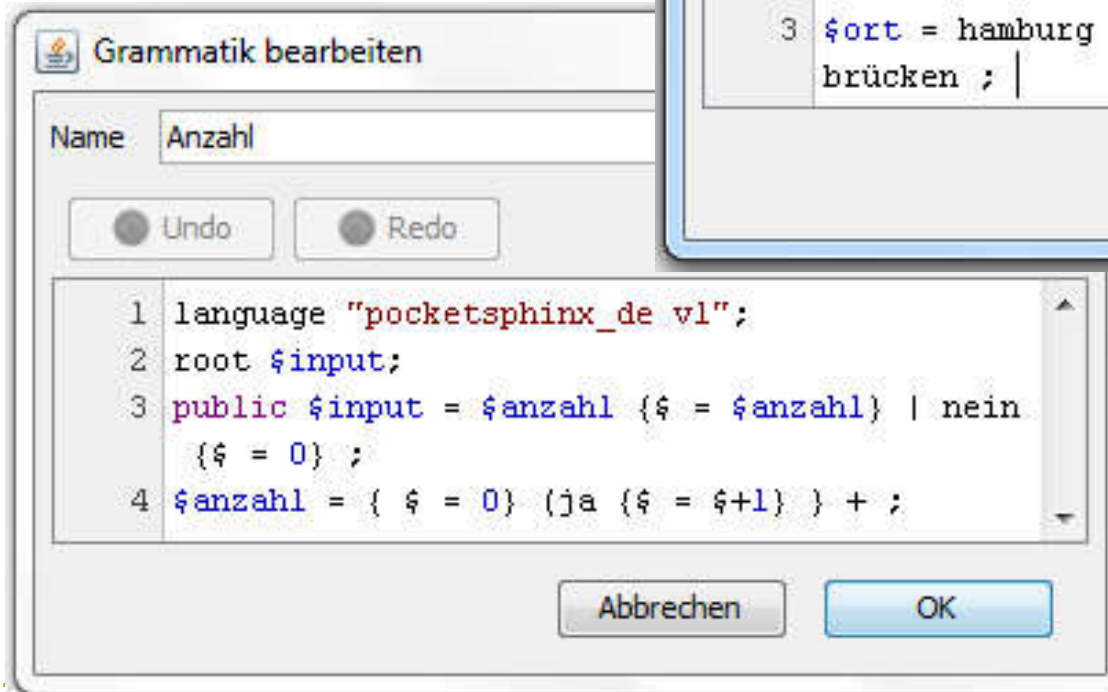 3 $ort = hamburg
brücken ;
Grammatik bearbeiten
Name Anzahl
Undo Redo
1 language "pocketsphinx_de v1";
2 root $input;
3 public $input = $anzahl {$ = $anzahl} | nein
{$ = 0} ;
4 $anzahl = { $ = 0} (ja {$ = $+1} ) + ;
Abbrechen OK